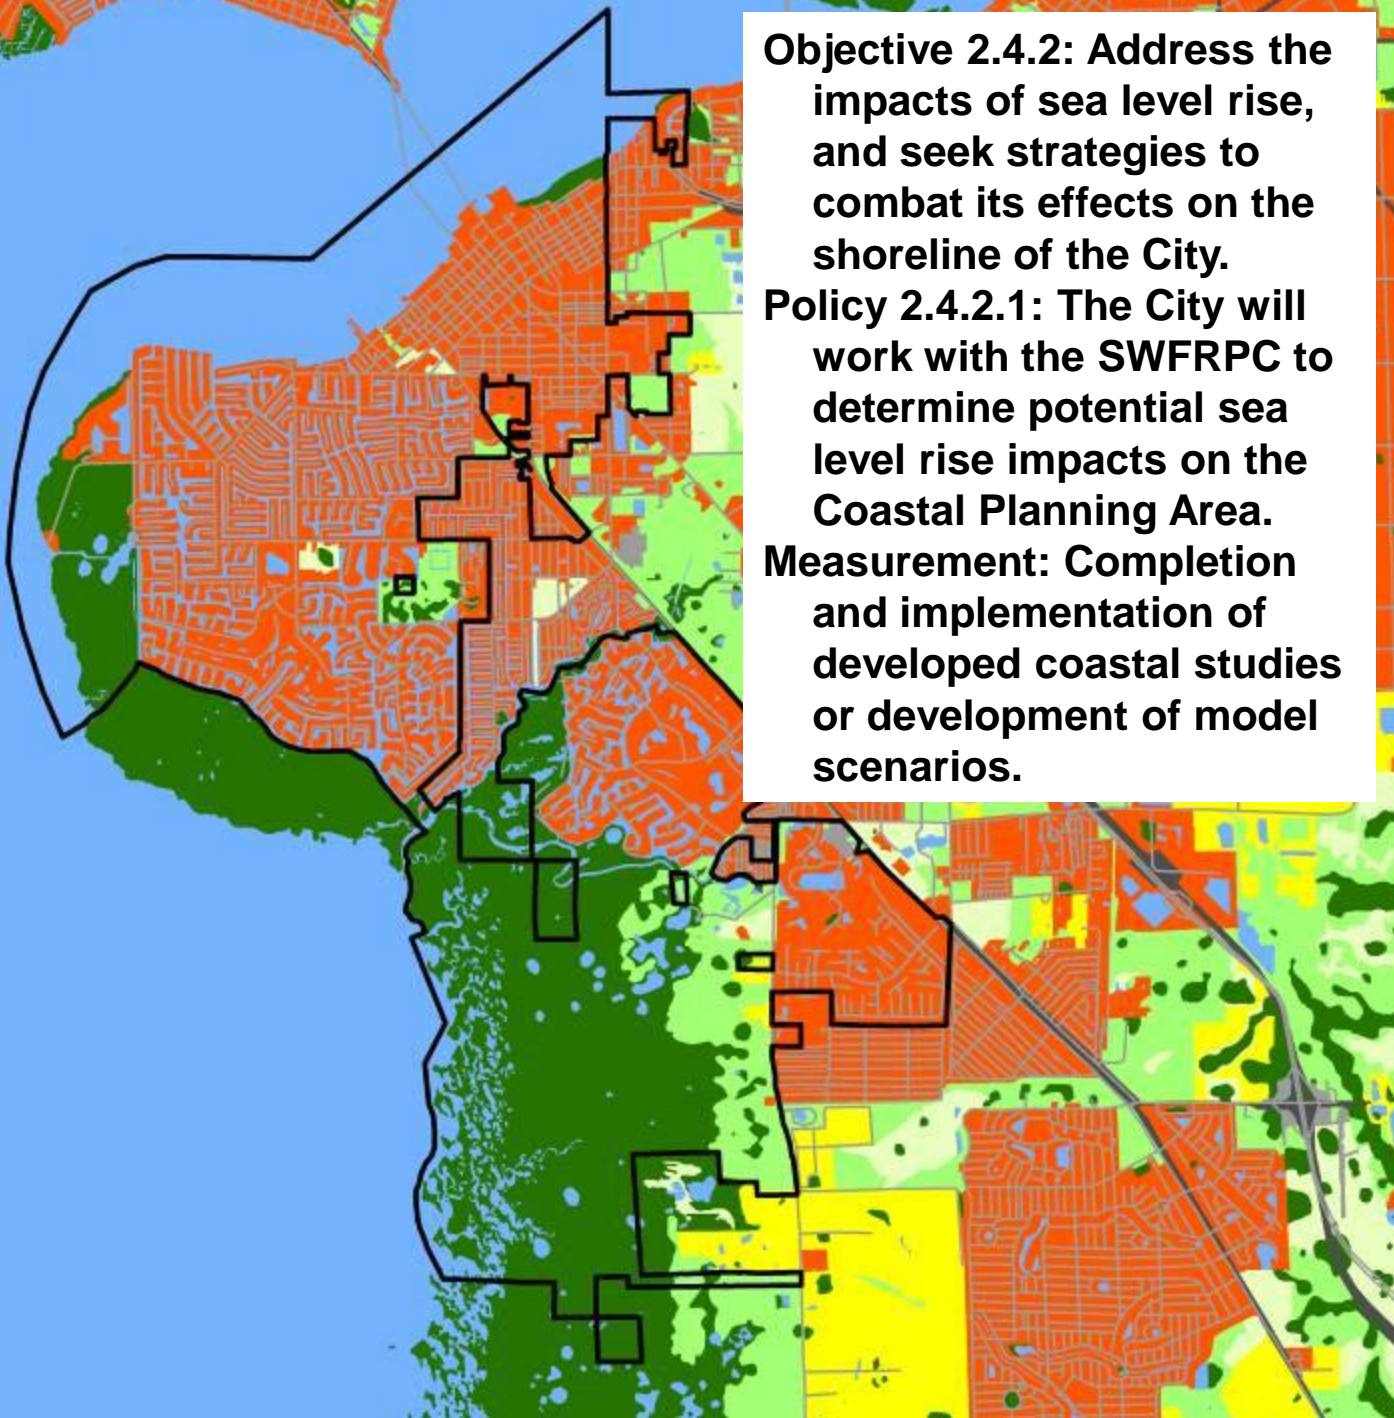 Objective 2.4.2: Address the
impacts of sea level rise,
and seek strategies to
combat its effects on the
shoreline of the City.
Policy 2.4.2.1: The City will
work with the SWFRPC to
determine potential sea
level rise impacts on the
Coastal Planning Area.
Measurement: Completion
and implementation of
developed coastal studies
or development of model
scenarios.